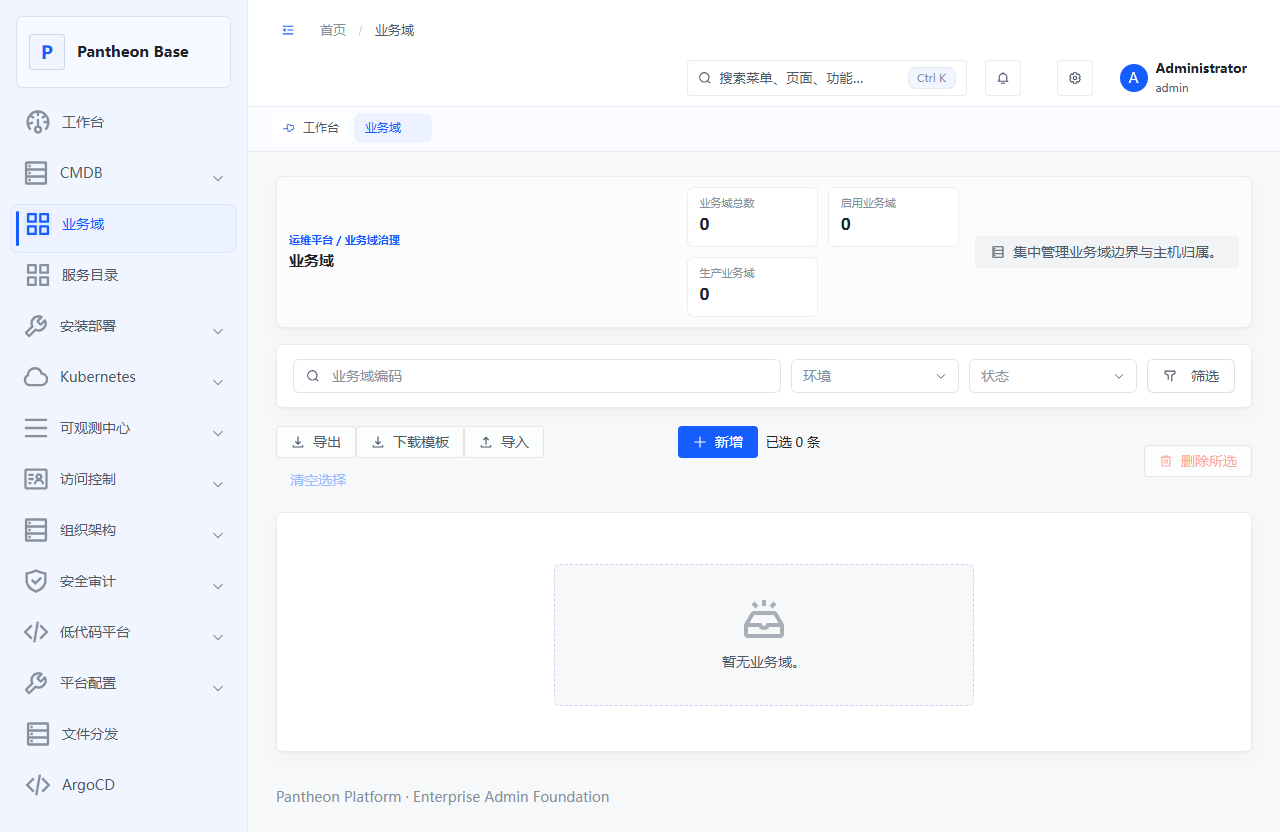 P Pantheon Base
工作台
CMDB
业务域
服务目录
安装部署
Kubernetes
可观测中心
访问控制
组织架构
安全审计
低代码平台
平台配置
文件分发
ArgoCD
首页 / 业务域
搜索菜单、页面、功能... Ctrl K
A Administrator
admin
工作台 业务域
运维平台 / 业务域治理
业务域
业务域总数
0
启用业务域
0
生产业务域
0
集中管理业务域边界与主机归属。
业务域编码 环境 状态 筛选
导出 下载模板 导入 新增 已选 0 条
清空选择
删除所选
暂无业务域。
Pantheon Platform · Enterprise Admin Foundation